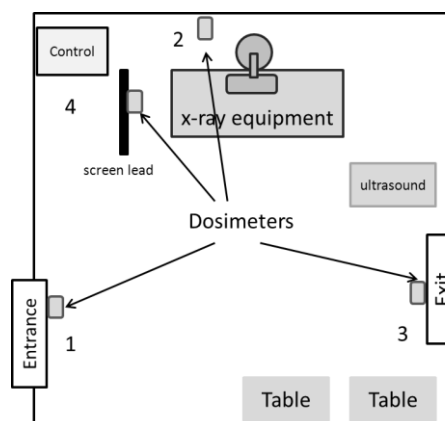 Control
2
4
x-ray equipment
screen lead
ultrasound
Dosimeters
Entrance
1
Exit
3
Table
Table